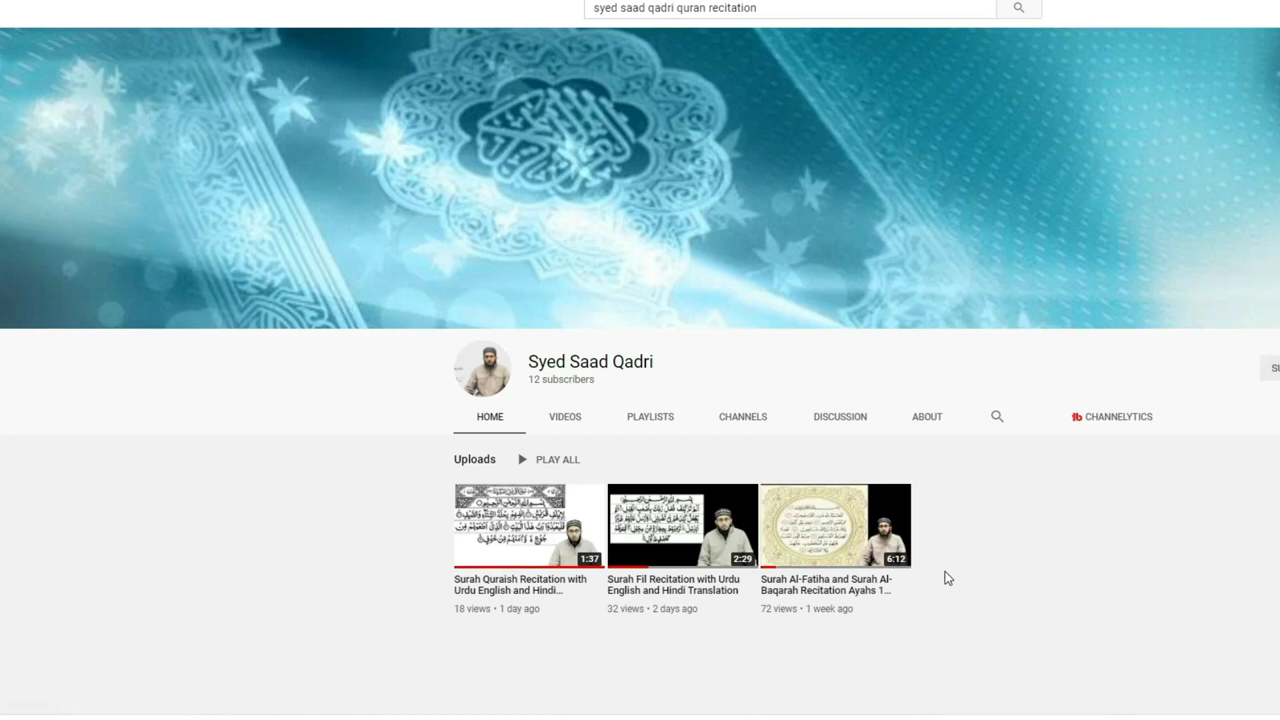 syed saad qadri quran recitation
Syed Saad Qadri
12 subscribers
HOME
VIDEOS
PLAYLISTS
CHANNELS
DISCUSSION
ABOUT
CHANNELYTICS
Uploads
PLAY ALL
1:37
2:29
6:12
Surah Quraish Recitation with
Urdu English and Hindi...
18 views • 1 day ago
Surah Fil Recitation with Urdu
English and Hindi Translation
32 views • 2 days ago
Surah Al-Fatiha and Surah Al-
Baqarah Recitation Ayahs 1...
72 views • 1 week ago